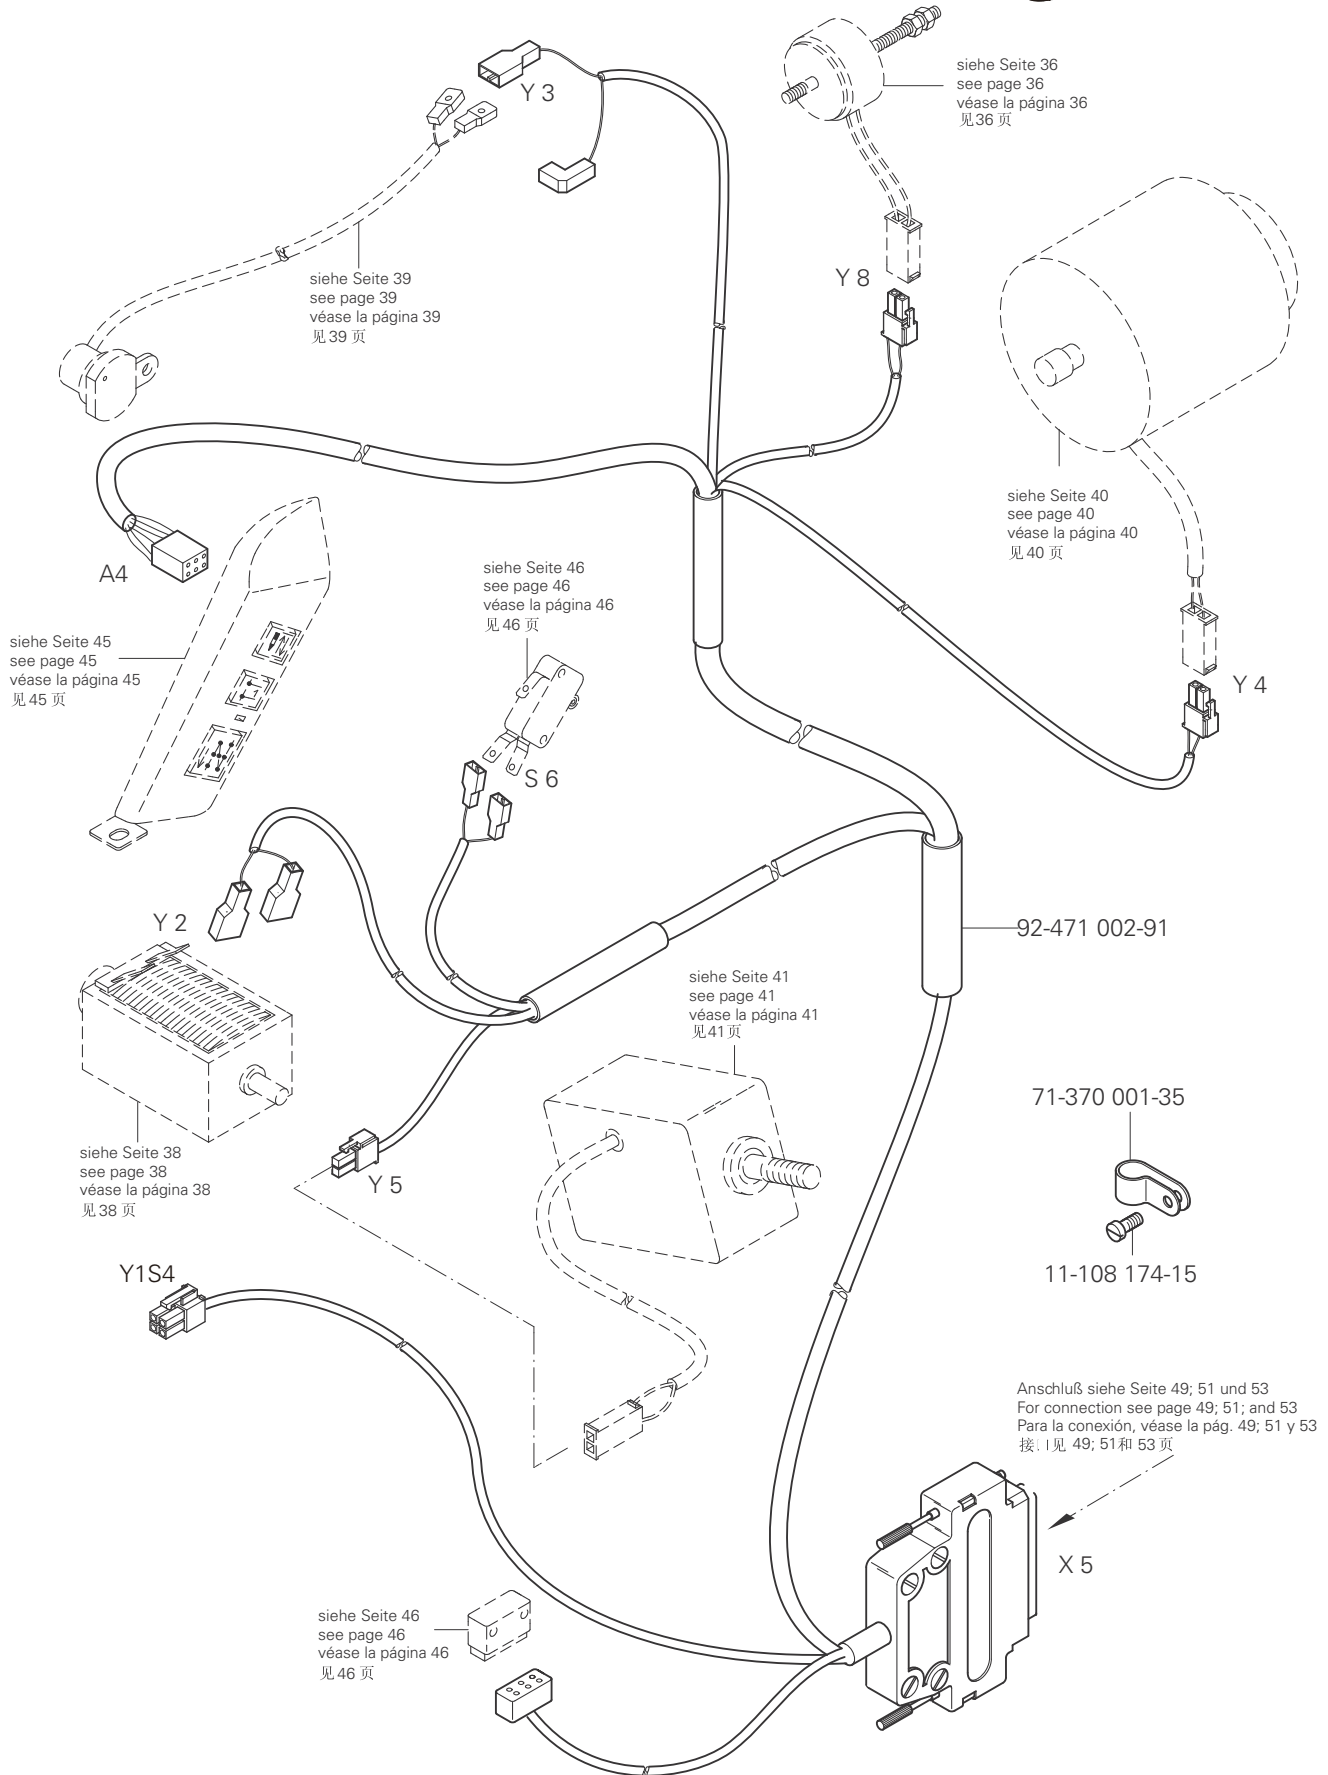 siehe Seite 36
see page 36
véase la página 36
见36 页
Y 3
siehe Seite 39
see page 39
véase la página 39
见39 页
Y 8
siehe Seite 40
see page 40
véase la página 40
见40 页
A4
siehe Seite 46
see page 46
véase la página 46
见46 页
siehe Seite 45
see page 45
véase la página 45
见45 页
Y 4
S 6
Y 2
92-471 002-91
siehe Seite 41
see page 41
véase la página 41
见41页
71-370 001-35
siehe Seite 38
see page 38
véase la página 38
见38 页
Y 5
11-108 174-15
Y1S4
Anschluß siehe Seite 49; 51 und 53
For connection see page 49; 51; and 53
Para la conexión, véase la pág. 49; 51 y 53
接口见 49; 51和 53页
X 5
siehe Seite 46
see page 46
véase la página 46
见46 页